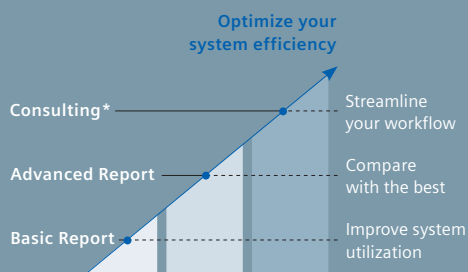 Optimize your
system efficiency
Consulting*
Streamline
your workflow
Advanced Report
Compare
with the best
Basic Report
Improve system
utilization